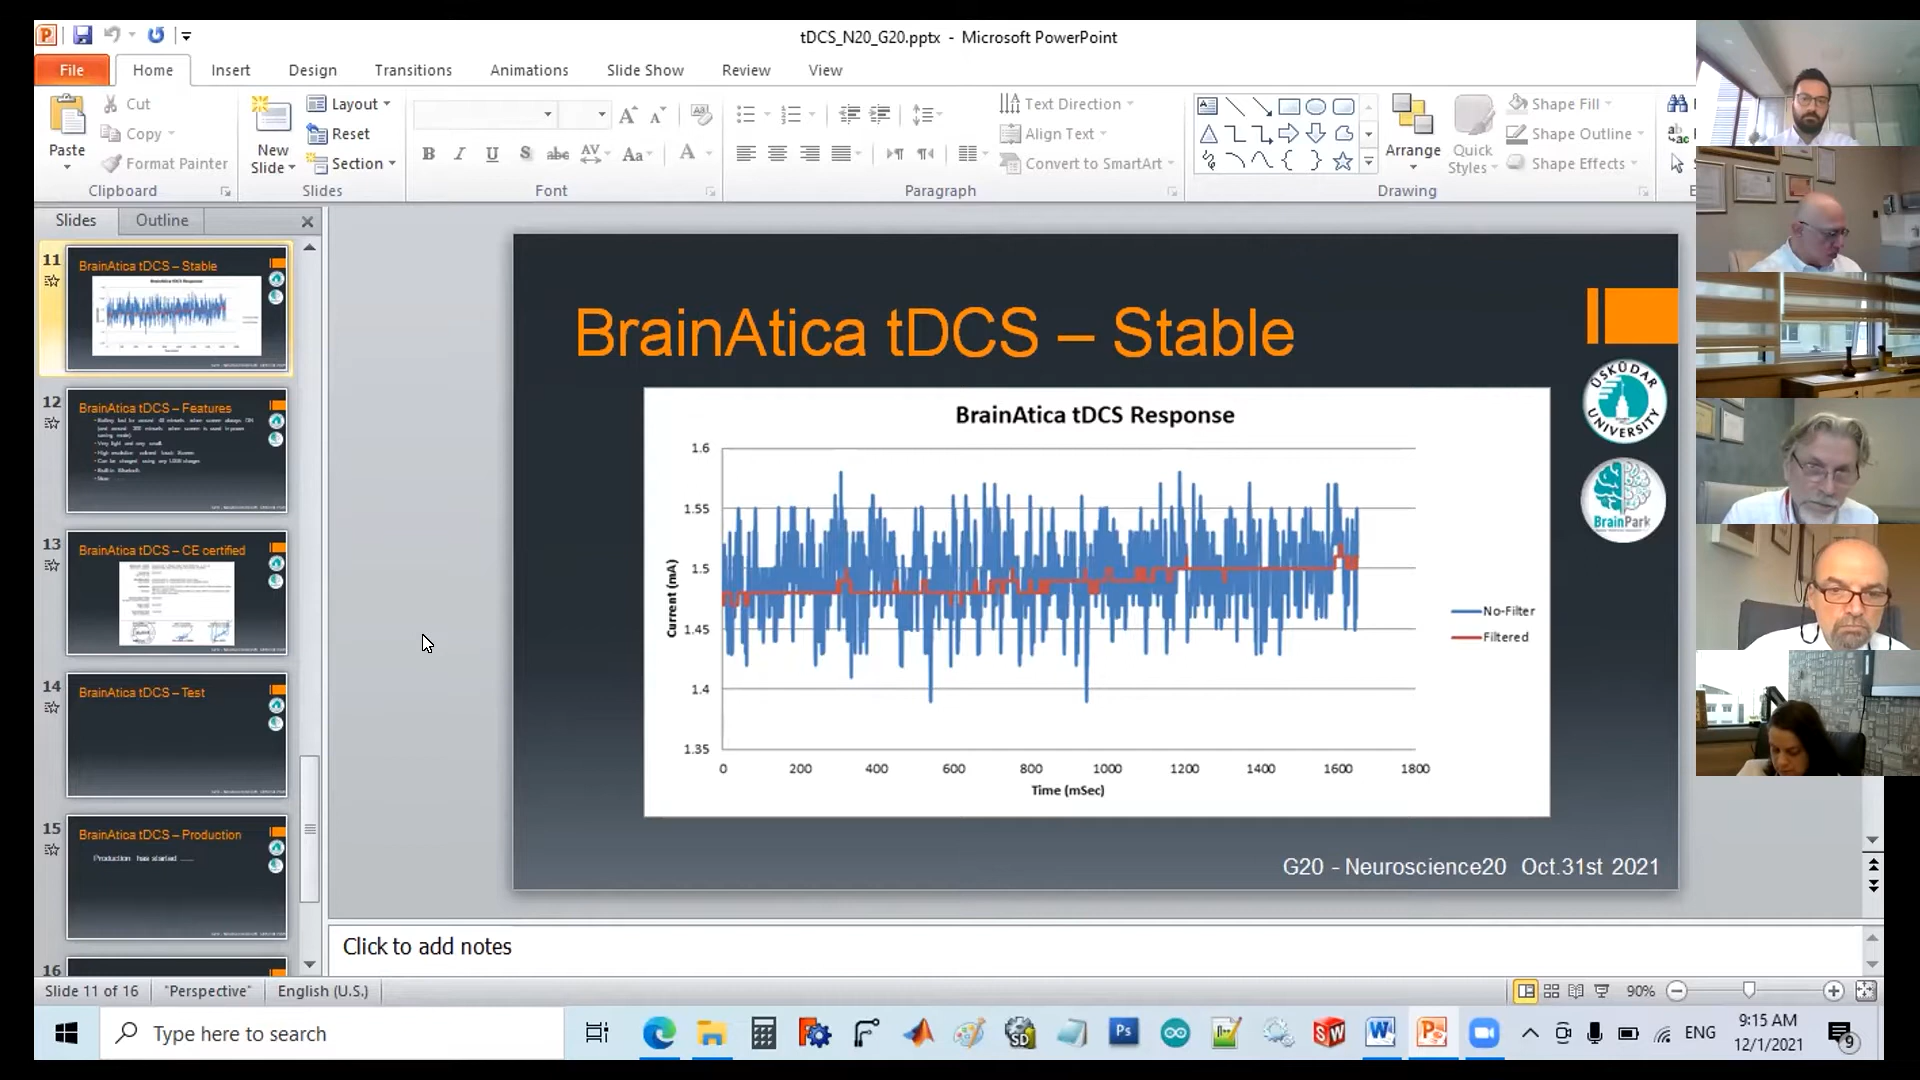 tDCS_N20_G20.pptx - Microsoft PowerPoint
File Home Insert Design Transitions Animations Slide Show Review View
Paste Cut Copy Format Painter Clipboard
New Slide Layout Reset Section Slides
Font
Text Direction Align Text Convert to SmartArt Paragraph
Arrange Quick Styles Shape Fill Shape Outline Shape Effects Drawing
Slides Outline
11
BrainAtica tDCS – Stable
12
BrainAtica tDCS – Features
13
BrainAtica tDCS – CE certified
14
BrainAtica tDCS – Test
15
BrainAtica tDCS – Production
Production has started ......
16
BrainAtica tDCS – Stable
ÜSKÜDAR UNIVERSITY
BrainPark
BrainAtica tDCS Response
1.6
1.55
1.5
1.45
1.4
1.35
Current (mA)
0 200 400 600 800 1000 1200 1400 1600 1800
Time (mSec)
No-Filter
Filtered
G20 - Neuroscience20 Oct.31st 2021
Click to add notes
Slide 11 of 16 "Perspective" English (U.S.) 90%
Type here to search
ENG
9:15 AM
12/1/2021
9